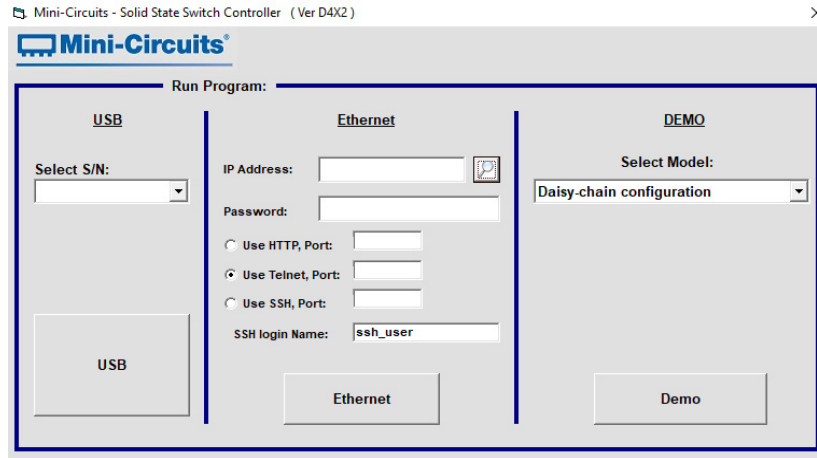 Mini-Circuits - Solid State Switch Controller ( Ver D4X2 )
Mini-Circuits®
Run Program:
USB
Select S/N:
USB
Ethernet
IP Address:
Password:
Use HTTP, Port:
Use Telnet, Port:
Use SSH, Port:
SSH login Name: ssh_user
Ethernet
DEMO
Select Model:
Daisy-chain configuration
Demo